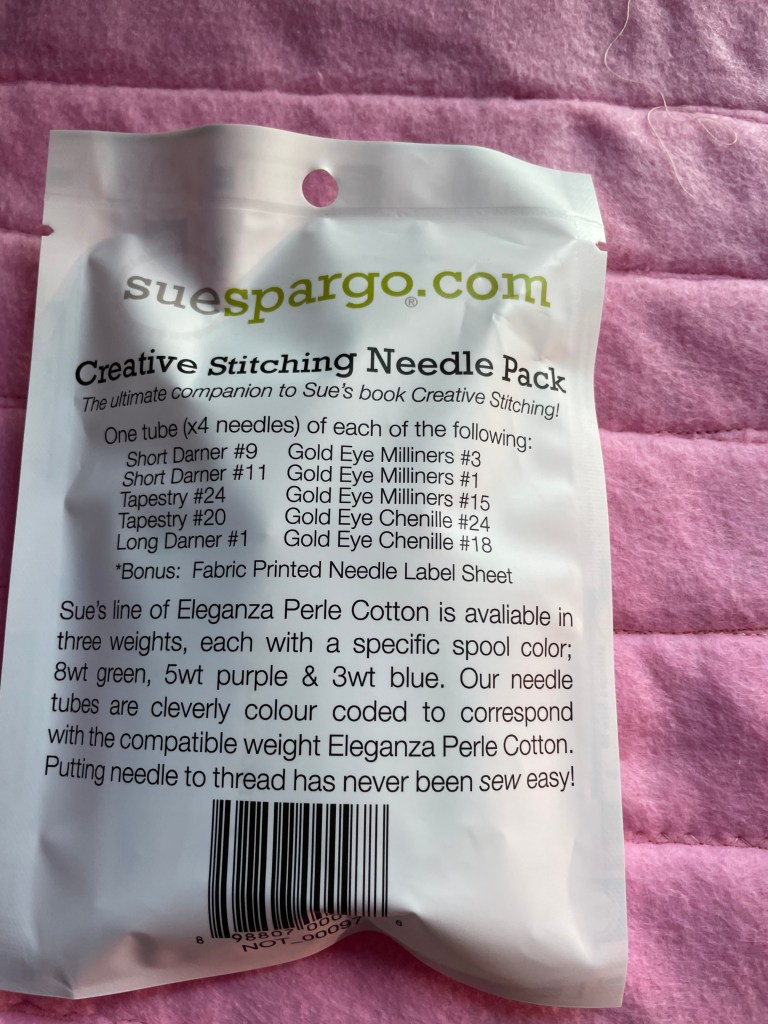 suespargo.com
®
Creative Stitching Needle Pack
The ultimate companion to Sue's book Creative Stitching!
One tube (x4 needles) of each of the following:
Short Darner #9 Gold Eye Milliners #3
Short Darner #11 Gold Eye Milliners #1
Tapestry #24 Gold Eye Milliners #15
Tapestry #20 Gold Eye Chenille #24
Long Darner #1 Gold Eye Chenille #18
*Bonus: Fabric Printed Needle Label Sheet
Sue's line of Eleganza Perle Cotton is avaliable in
three weights, each with a specific spool color;
8wt green, 5wt purple & 3wt blue. Our needle
tubes are cleverly colour coded to correspond
with the compatible weight Eleganza Perle Cotton.
Putting needle to thread has never been sew easy!
8 8
NOT_00097